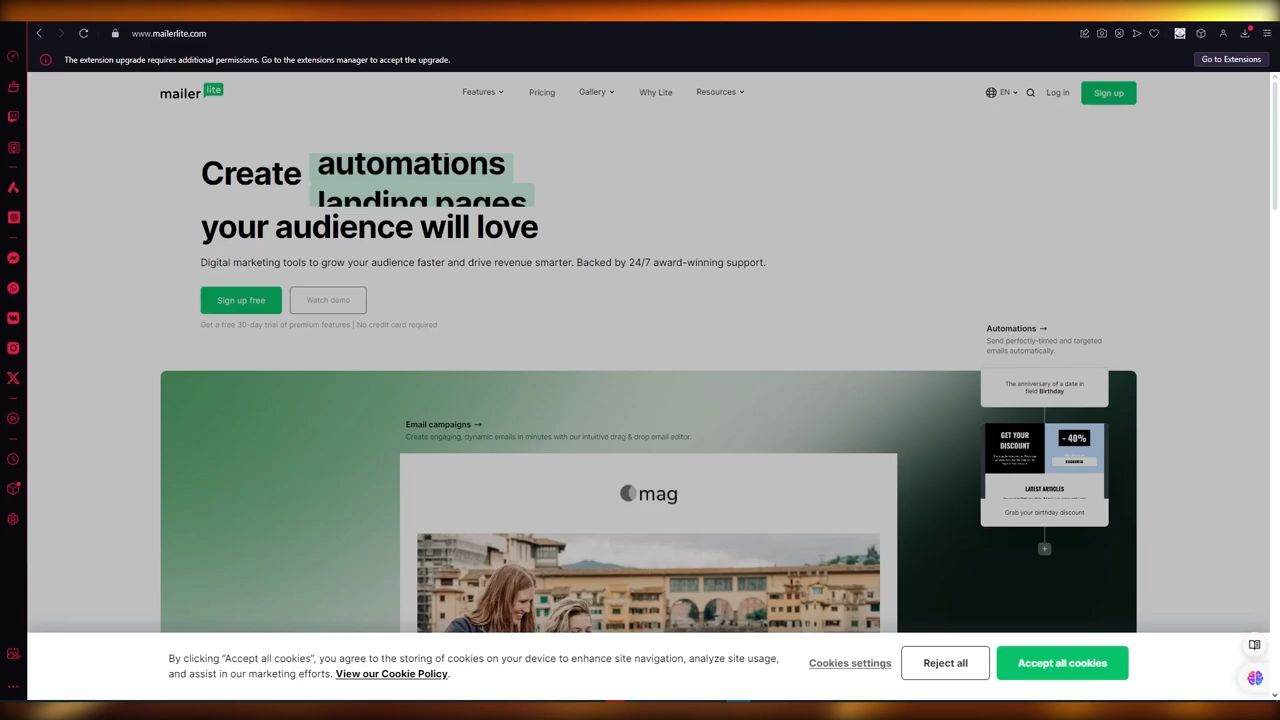 www.mailerlite.com
The extension upgrade requires additional permissions. Go to the extensions manager to accept the upgrade.
Go to Extensions
mailer lite
Features
Pricing
Gallery
Why Lite
Resources
EN
Log in
Sign up
Create automations
landing pages
your audience will love
Digital marketing tools to grow your audience faster and drive revenue smarter. Backed by 24/7 award-winning support.
Sign up free
Watch demo
Get a free 30-day trial of premium features | No credit card required
Automations →
Send perfectly-timed and targeted
emails automatically.
The anniversary of a date in
field Birthday
GET YOUR
DISCOUNT
- 40%
LATEST ARTICLES
Grab your birthday discount
Email campaigns →
Create engaging, dynamic emails in minutes with our intuitive drag & drop email editor.
mag
By clicking “Accept all cookies”, you agree to the storing of cookies on your device to enhance site navigation, analyze site usage,
and assist in our marketing efforts. View our Cookie Policy.
Cookies settings
Reject all
Accept all cookies